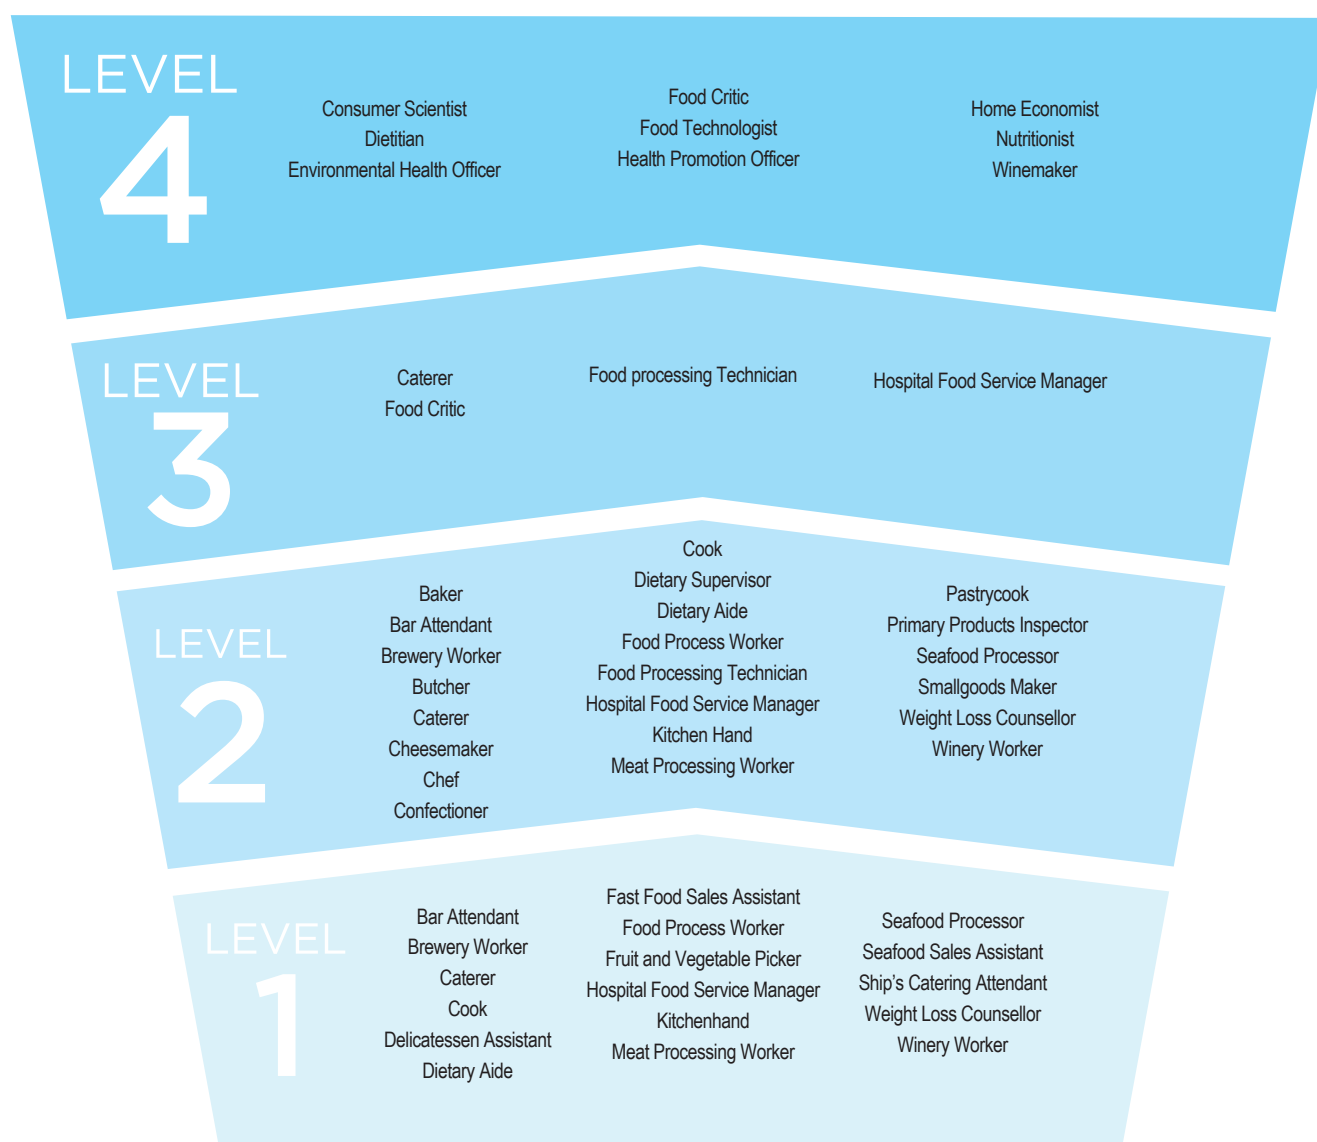 LEVEL
4
Consumer Scientist
Dietitian
Environmental Health Officer
Food Critic
Food Technologist
Health Promotion Officer
Home Economist
Nutritionist
Winemaker
LEVEL
3
Caterer
Food Critic
Food processing Technician
Hospital Food Service Manager
LEVEL
2
Baker
Bar Attendant
Brewery Worker
Butcher
Caterer
Cheesemaker
Chef
Confectioner
Cook
Dietary Supervisor
Dietary Aide
Food Process Worker
Food Processing Technician
Hospital Food Service Manager
Kitchen Hand
Meat Processing Worker
Pastrycook
Primary Products Inspector
Seafood Processor
Smallgoods Maker
Weight Loss Counsellor
Winery Worker
LEVEL
1
Bar Attendant
Brewery Worker
Caterer
Cook
Delicatessen Assistant
Dietary Aide
Fast Food Sales Assistant
Food Process Worker
Fruit and Vegetable Picker
Hospital Food Service Manager
Kitchenhand
Meat Processing Worker
Seafood Processor
Seafood Sales Assistant
Ship's Catering Attendant
Weight Loss Counsellor
Winery Worker